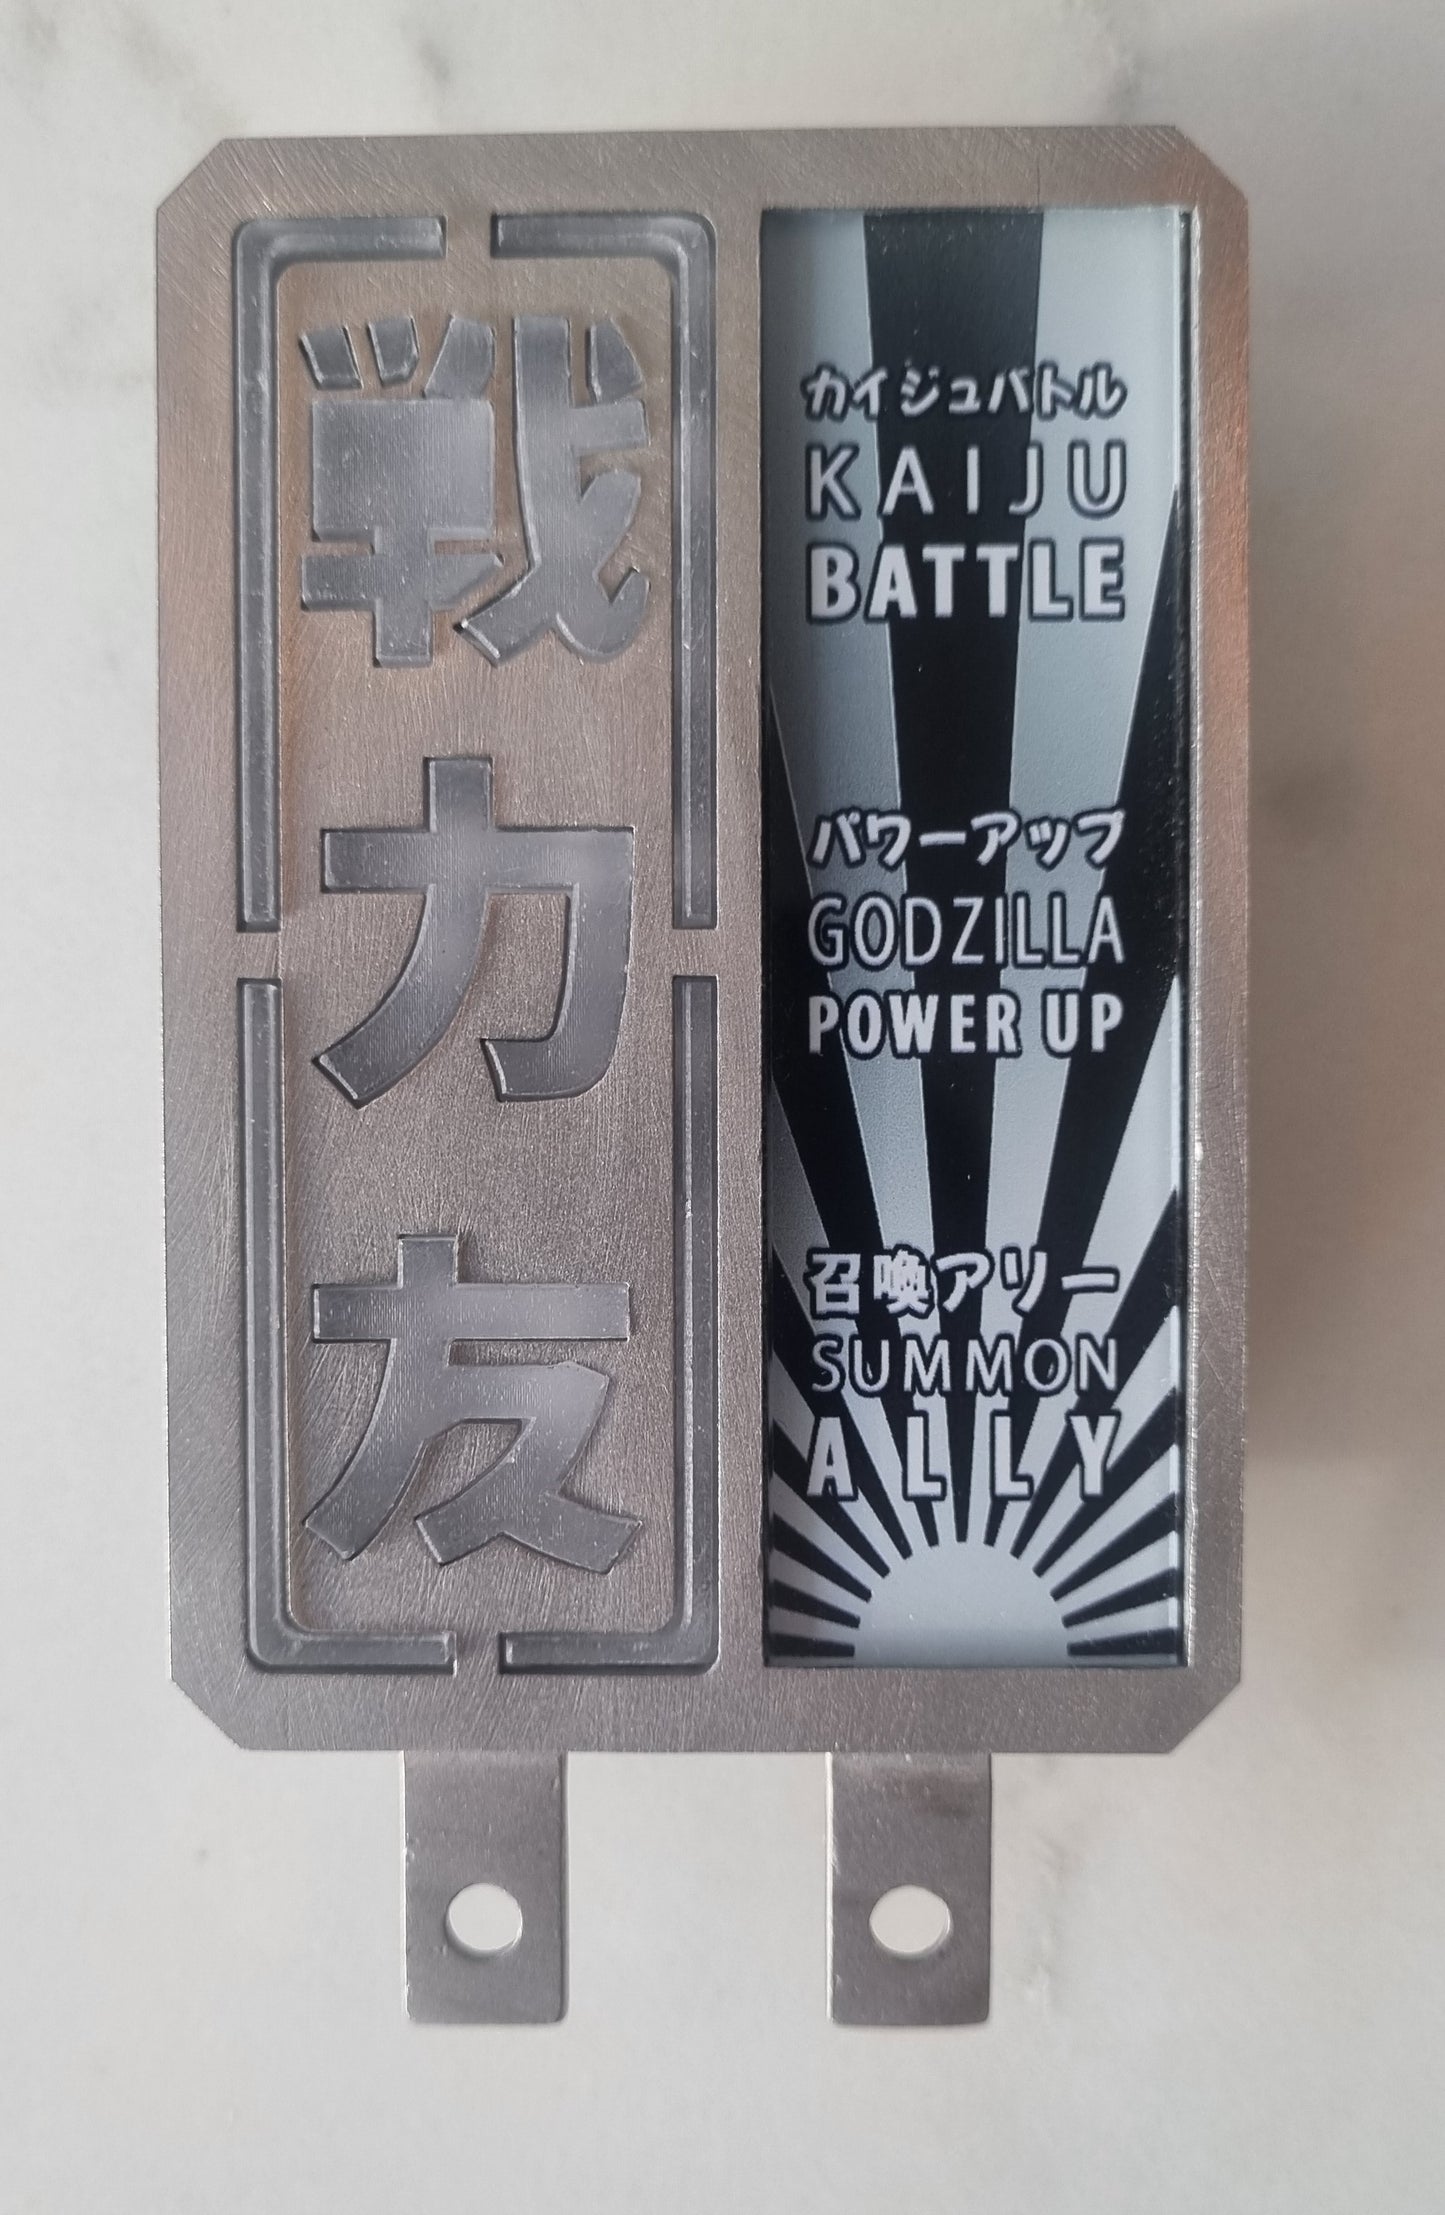 戦力友
カイジュバトル
KAIJU
BATTLE
パワーアップ
GODZILLA
POWER UP
召喚アリー
SUMMON
ALLY